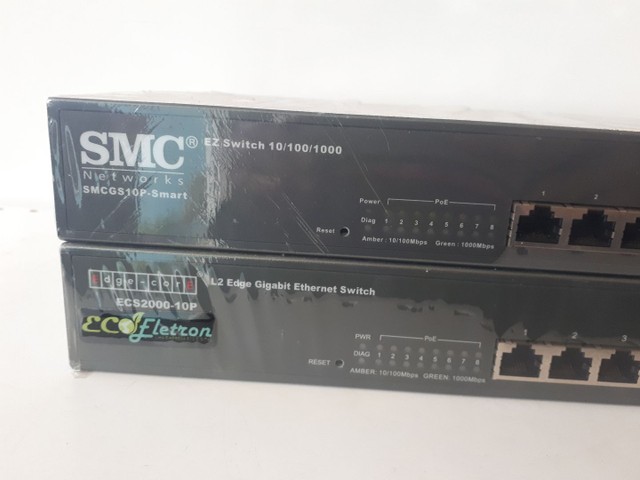 SMC® EZ Switch 10/100/1000
Networks
SMCGS10P-Smart
Power PoE
Diag 1 2 3 4 5 6 7 8
Reset Amber: 10/100Mbps Green: 1000Mbps
1 2
Edge-corE L2 Edge Gigabit Ethernet Switch
ECS2000-10P
ECO Eletron
PWR PoE
DIAG 1 2 3 4 5 6 7 8
RESET AMBER: 10/100Mbps GREEN: 1000Mbps
1 2 3